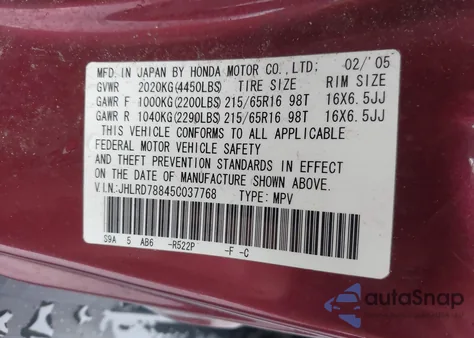 MFD. IN JAPAN BY HONDA MOTOR CO., LTD: 02/'05
GVWR 2020KG(4450LBS) TIRE SIZE RIM SIZE
GAWR F 1000KG(2200LBS) 215/65R16 98T 16X6.5JJ
GAWR R 1040KG(2290LBS) 215/65R16 98T 16X6.5JJ
THIS VEHICLE CONFORMS TO ALL APPLICABLE
FEDERAL MOTOR VEHICLE SAFETY
AND THEFT PREVENTION STANDARDS IN EFFECT
ON THE DATE OF MANUFACTURE SHOWN ABOVE.
V.I.N.:JHLRD78845C037768 TYPE: MPV
S9A 5 AB6 -R522P -F -C
autoSnap